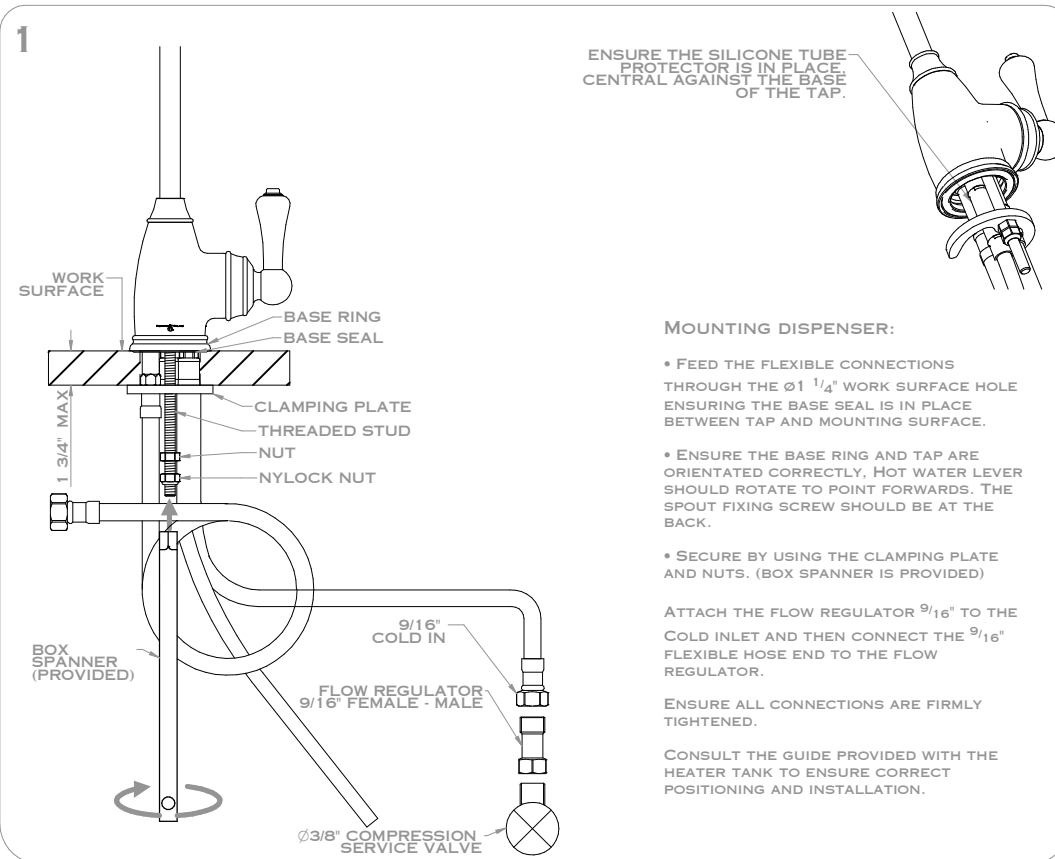 1
ENSURE THE SILICONE TUBE
PROTECTOR IS IN PLACE,
CENTRAL AGAINST THE BASE
OF THE TAP.
WORK
SURFACE
BASE RING
BASE SEAL
1 3/4" MAX
CLAMPING PLATE
THREADED STUD
NUT
NYLOCK NUT
BOX
SPANNER
(PROVIDED)
9/16"
COLD IN
FLOW REGULATOR
9/16" FEMALE - MALE
Ø3/8" COMPRESSION
SERVICE VALVE
MOUNTING DISPENSER:
• FEED THE FLEXIBLE CONNECTIONS
THROUGH THE Ø1 1/4" WORK SURFACE HOLE
ENSURING THE BASE SEAL IS IN PLACE
BETWEEN TAP AND MOUNTING SURFACE.
• ENSURE THE BASE RING AND TAP ARE
ORIENTATED CORRECTLY, HOT WATER LEVER
SHOULD ROTATE TO POINT FORWARDS. THE
SPOUT FIXING SCREW SHOULD BE AT THE
BACK.
• SECURE BY USING THE CLAMPING PLATE
AND NUTS. (BOX SPANNER IS PROVIDED)
ATTACH THE FLOW REGULATOR 9/16" TO THE
COLD INLET AND THEN CONNECT THE 9/16"
FLEXIBLE HOSE END TO THE FLOW
REGULATOR.
ENSURE ALL CONNECTIONS ARE FIRMLY
TIGHTENED.
CONSULT THE GUIDE PROVIDED WITH THE
HEATER TANK TO ENSURE CORRECT
POSITIONING AND INSTALLATION.